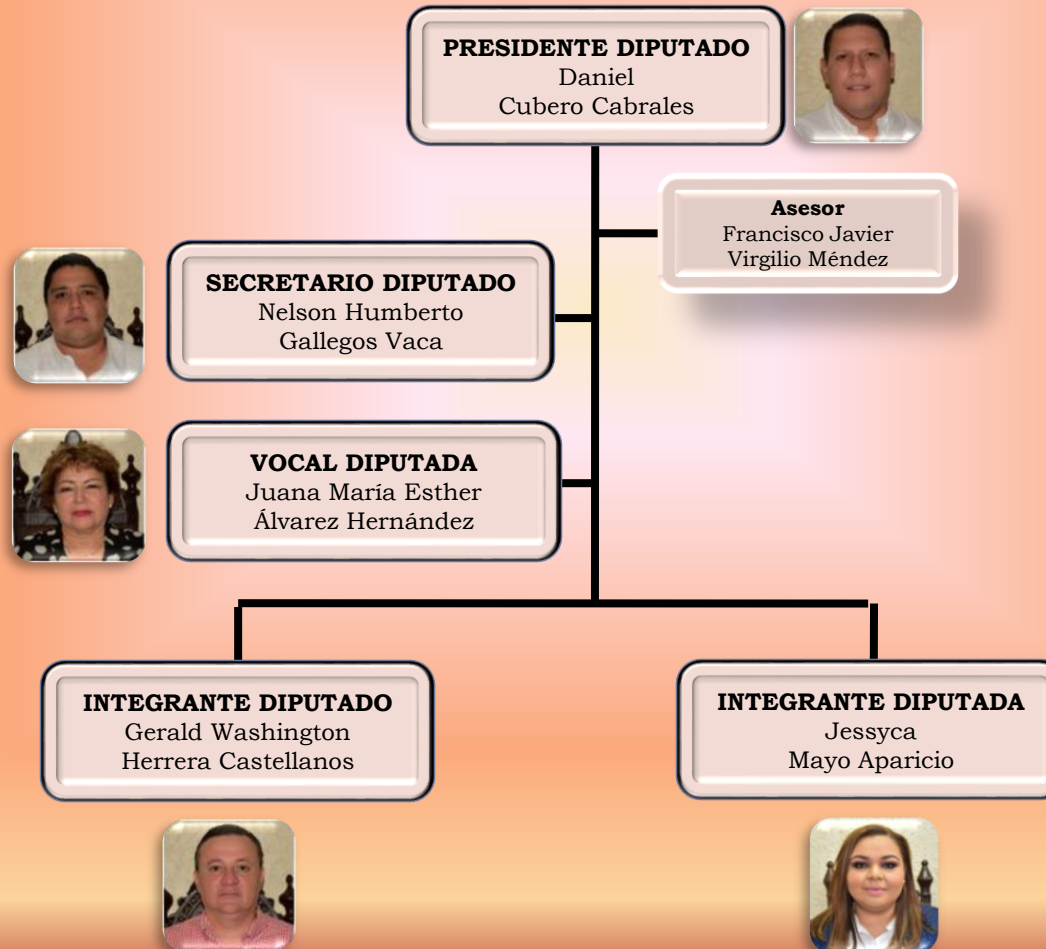 PRESIDENTE DIPUTADO
Daniel
Cubero Cabrales
Asesor
Francisco Javier
Virgilio Méndez
SECRETARIO DIPUTADO
Nelson Humberto
Gallegos Vaca
VOCAL DIPUTADA
Juana María Esther
Álvarez Hernández
INTEGRANTE DIPUTADO
Gerald Washington
Herrera Castellanos
INTEGRANTE DIPUTADA
Jessyca
Mayo Aparicio